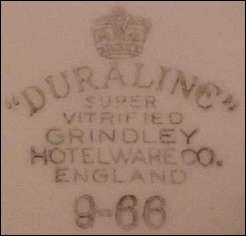 "DURALINE"
SUPER
VITRIFIED
GRINDLEY
HOTELWARE CO.
ENGLAND
9-66